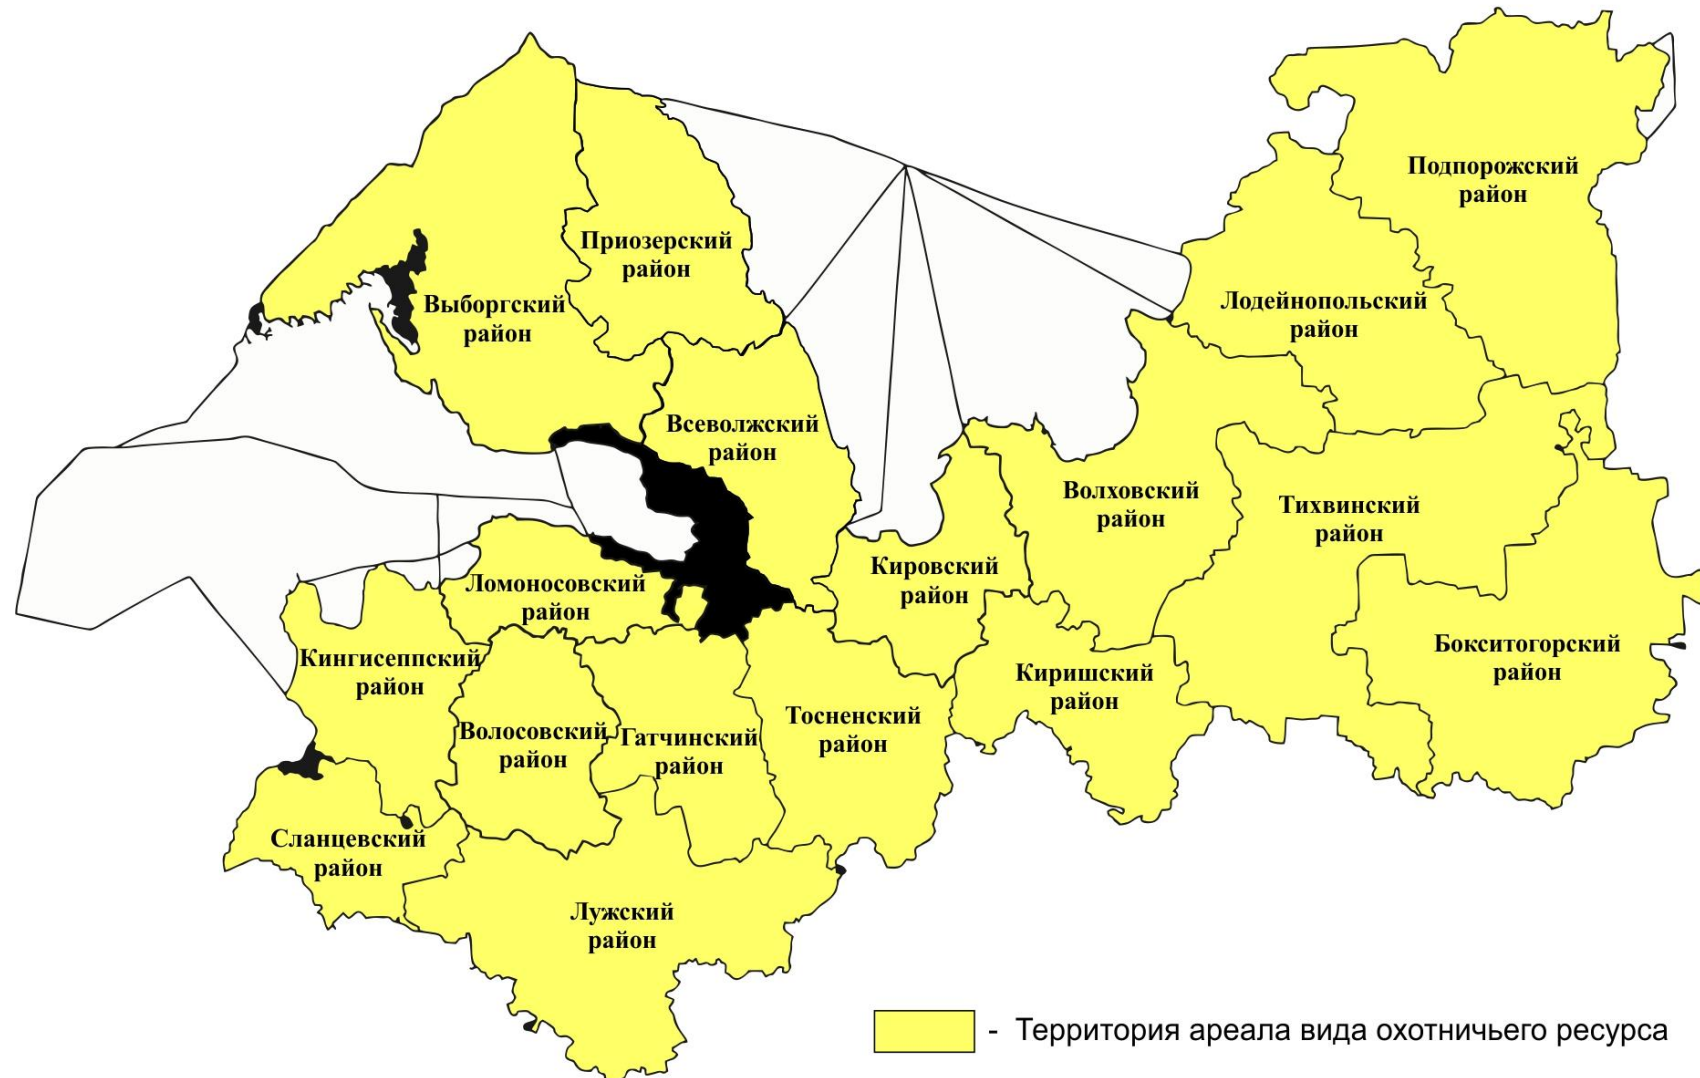 Подпорожский
район
Приозерский
район
Выборгский
район
Лодейнопольский
район
Всеволжский
район
Волховский
район
Тихвинский
район
Кировский
район
Ломоносовский
район
Бокситогорский
район
Кингисеппский
район
Киришский
район
Тосненский
район
Волосовский
район
Гатчинский
район
Сланцевский
район
Лужский
район
- Территория ареала вида охотничьего ресурса